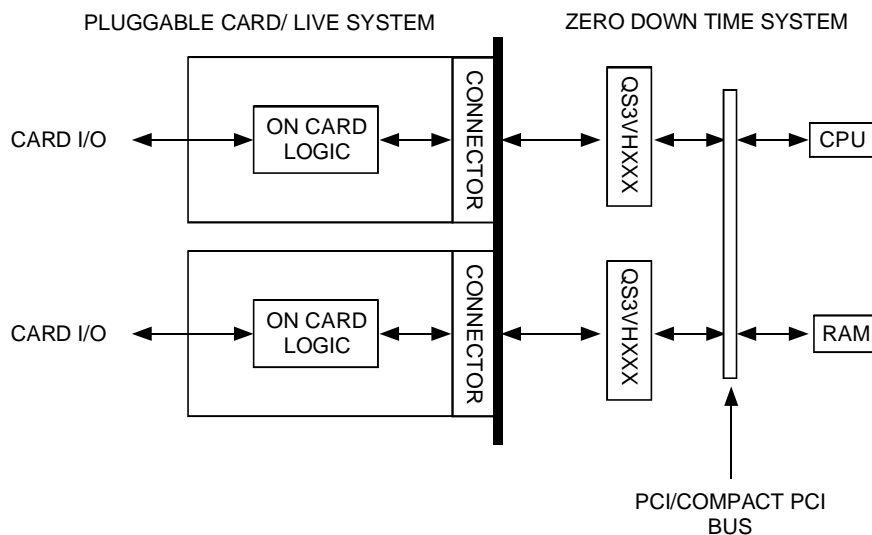 PLUGGABLE CARD/ LIVE SYSTEM
ZERO DOWN TIME SYSTEM
CARD I/O
ON CARD
LOGIC
CONNECTOR
QS3VHXXX
CPU
CARD I/O
ON CARD
LOGIC
CONNECTOR
QS3VHXXX
RAM
PCI/COMPACT PCI
BUS